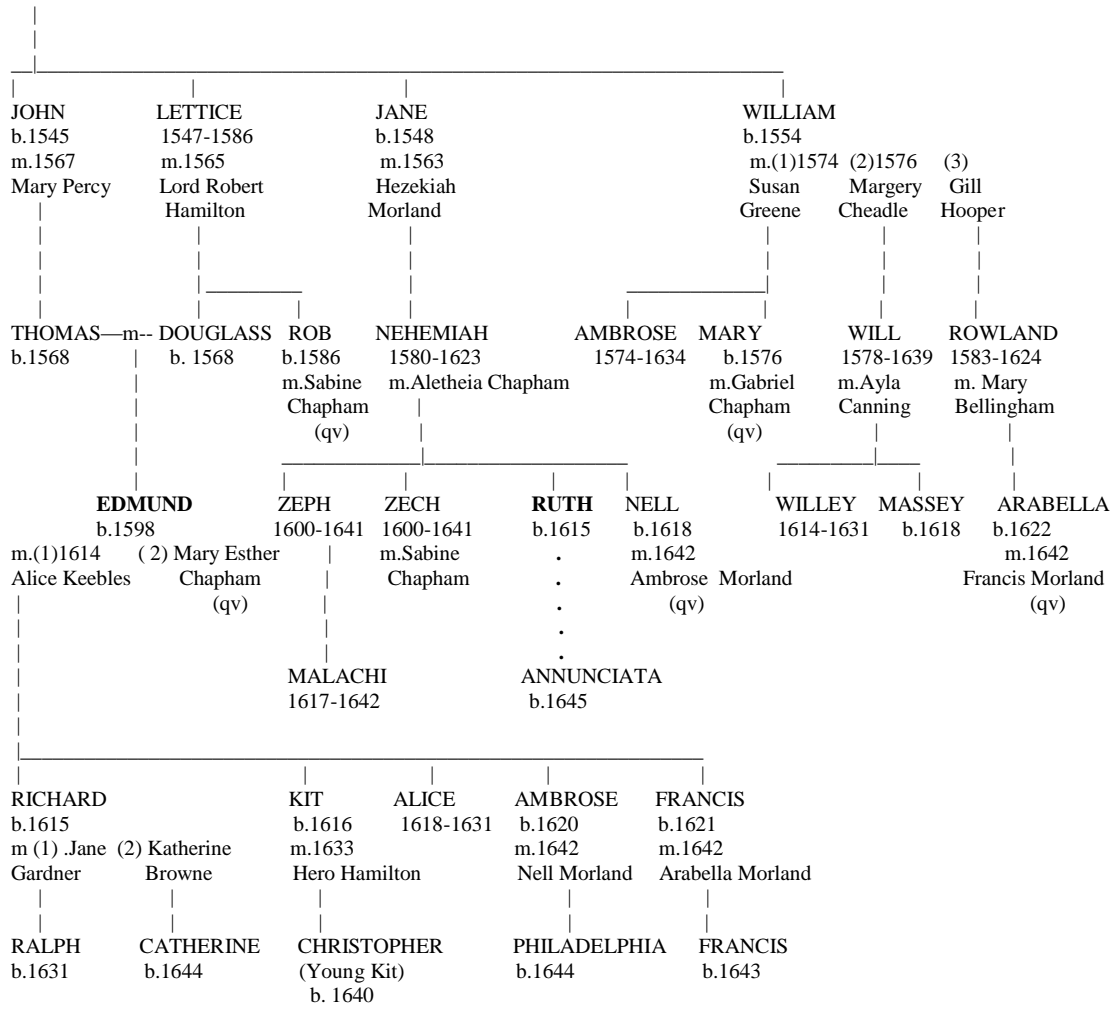 JOHN LETTICE JANE WILLIAM
b.1545 1547-1586 b.1548 b.1554
m.1567 m.1565 m.1563 m.(1)1574 (2)1576 (3)
Mary Percy Lord Robert Hezekiah Susan Margery Gill
Hamilton Morland Greene Cheadle Hooper
THOMAS—m-- DOUGLASS ROB NEHEMIAH AMBROSE MARY WILL ROWLAND
b.1568 b. 1568 b.1586 1580-1623 1574-1634 b.1576 1578-1639 1583-1624
m.Sabine m.Aletheia Chapham m.Gabriel m.Ayla m. Mary
Chapham Chapham Canning Bellingham
(qv) (qv)
EDMUND ZEPH ZECH RUTH NELL WILLEY MASSEY ARABELLA
b.1598 1600-1641 1600-1641 b.1615 b.1618 1614-1631 b.1618 b.1622
m.(1)1614 ( 2) Mary Esther m.Sabine m.1642 m.1642
Alice Keebles Chapham Chapham Ambrose Morland Francis Morland
(qv) (qv) (qv)
MALACHI ANNUNCIATA
1617-1642 b.1645
RICHARD KIT ALICE AMBROSE FRANCIS
b.1615 b.1616 1618-1631 b.1620 b.1621
m (1) .Jane (2) Katherine m.1633 m.1642 m.1642
Gardner Browne Hero Hamilton Nell Morland Arabella Morland
RALPH CATHERINE CHRISTOPHER PHILADELPHIA FRANCIS
b.1631 b.1644 (Young Kit) b.1644 b.1643
b. 1640